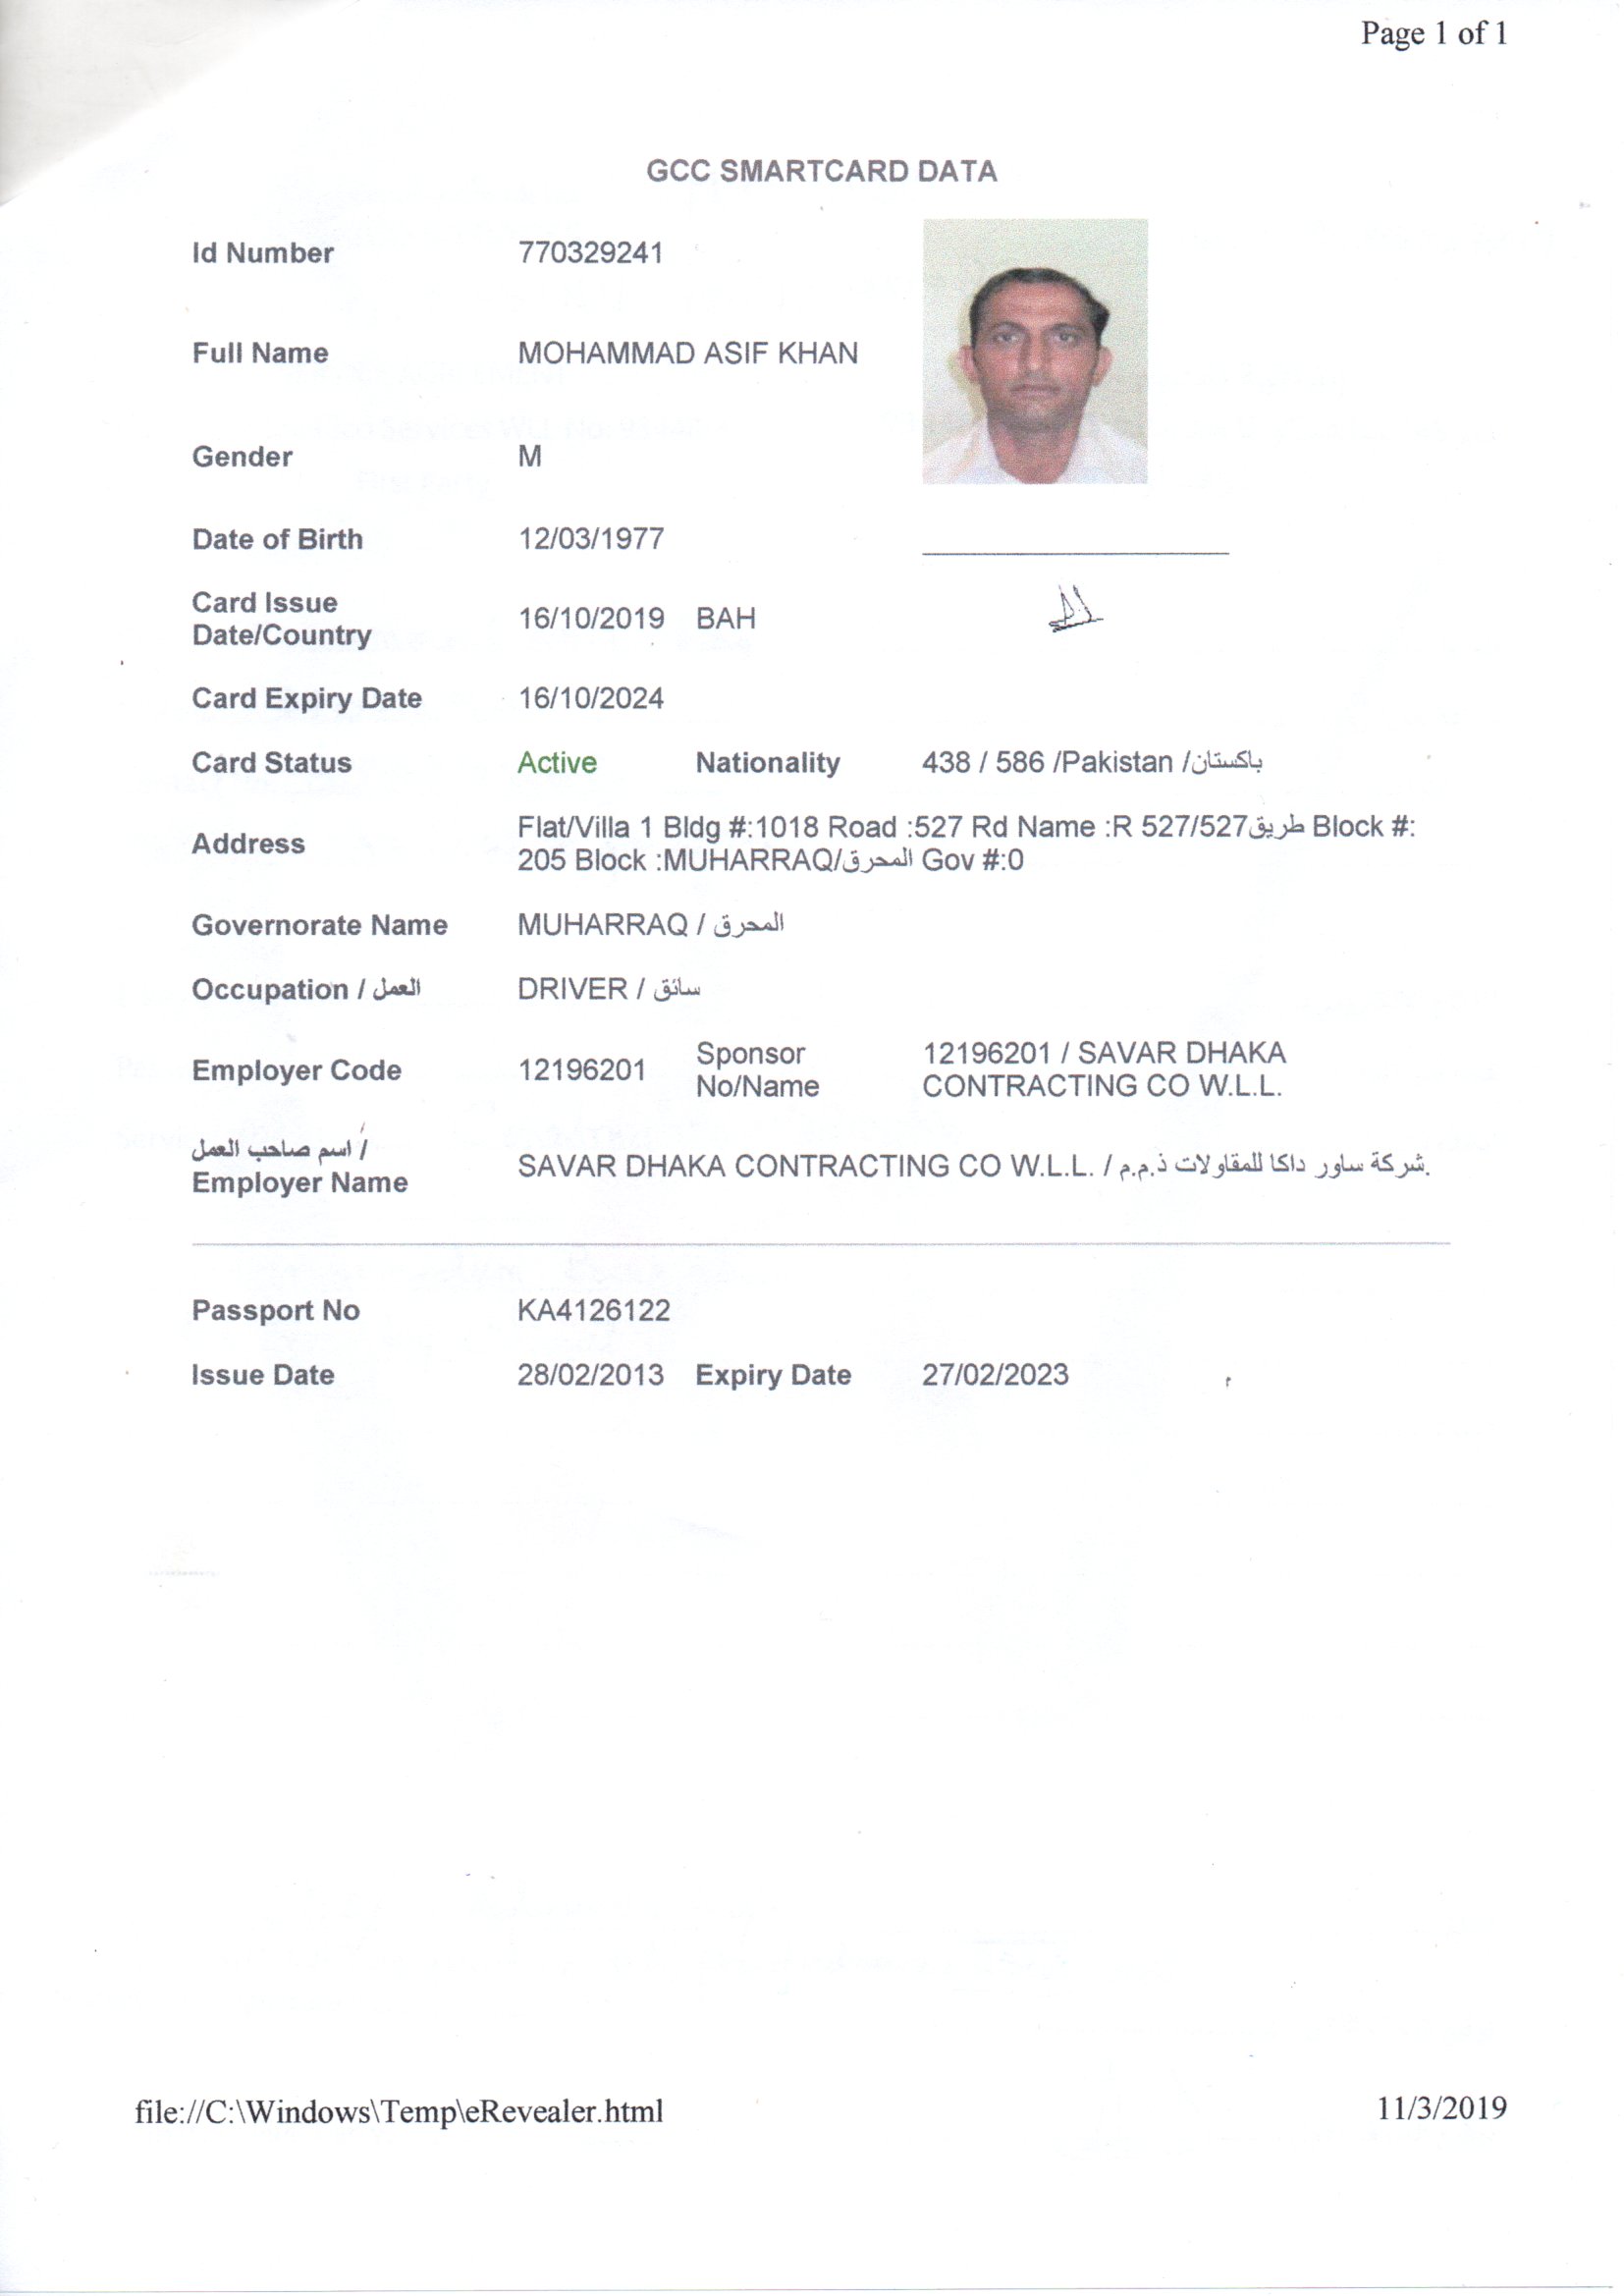 Page 1 of 1
GCC SMARTCARD DATA
Id Number 770329241
Full Name MOHAMMAD ASIF KHAN
Gender M
Date of Birth 12/03/1977
Card Issue
Date/Country 16/10/2019 BAH
Card Expiry Date 16/10/2024
Card Status Active Nationality 438 / 586 /Pakistan /باكستان
Address Flat/Villa 1 Bldg #:1018 Road :527 Rd Name :R 527/527طريق Block #:
205 Block :MUHARRAQ/المحرق Gov #:0
Governorate Name MUHARRAQ / المحرق
Occupation / العمل DRIVER / سائق
Employer Code 12196201 Sponsor No/Name 12196201 / SAVAR DHAKA
CONTRACTING CO W.L.L.
اسم صاحب العمل /
Employer Name SAVAR DHAKA CONTRACTING CO W.L.L. / شركة ساور داكا للمقاولات ذ.م.م.
Passport No KA4126122
Issue Date 28/02/2013 Expiry Date 27/02/2023
file://C:\Windows\Temp\eRevealer.html 11/3/2019